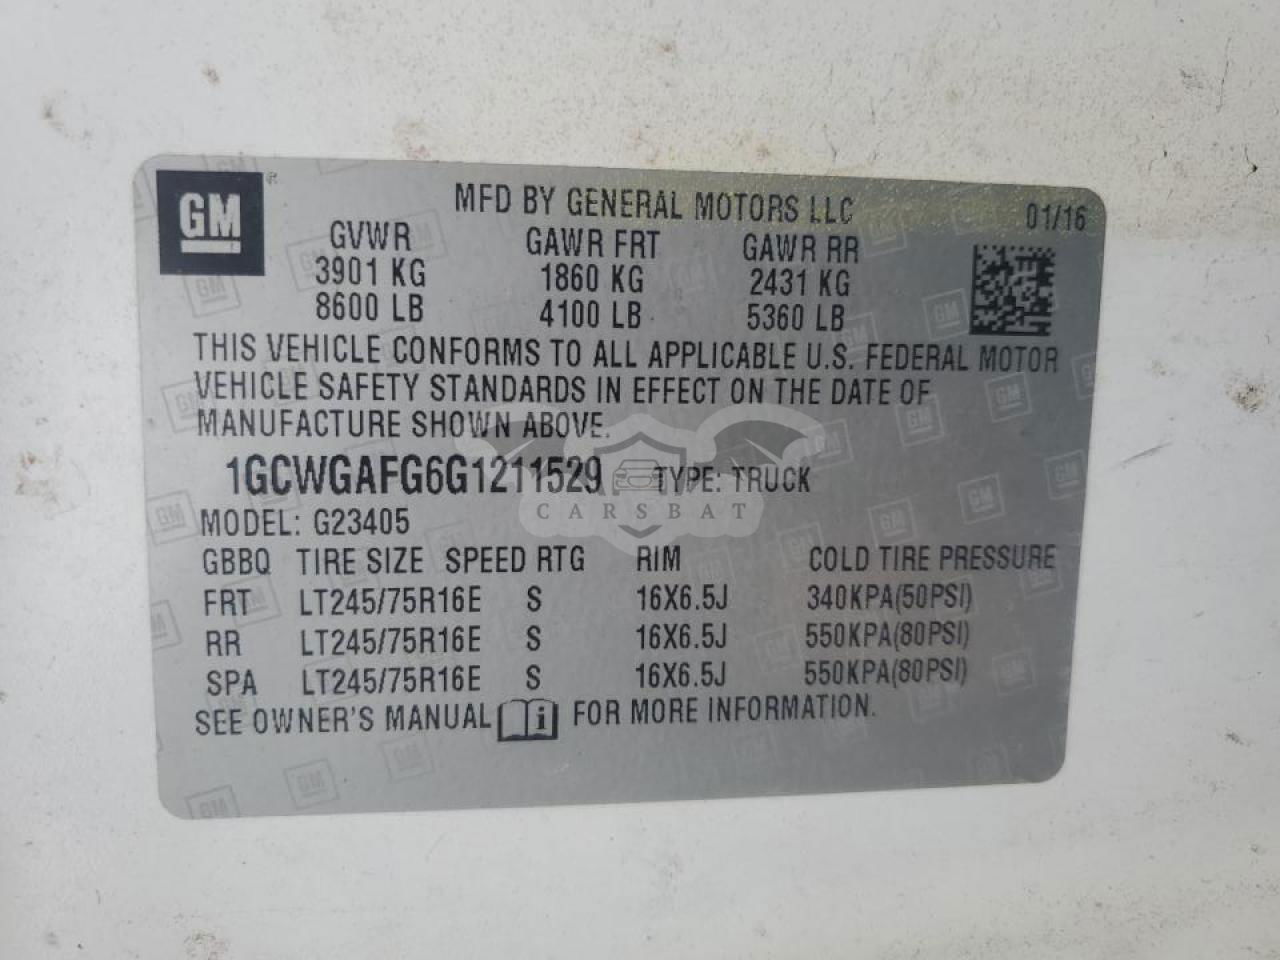 GM ®
MFD BY GENERAL MOTORS LLC 01/16
GVWR GAWR FRT GAWR RR
3901 KG 1860 KG 2431 KG
8600 LB 4100 LB 5360 LB
THIS VEHICLE CONFORMS TO ALL APPLICABLE U.S. FEDERAL MOTOR
VEHICLE SAFETY STANDARDS IN EFFECT ON THE DATE OF
MANUFACTURE SHOWN ABOVE.
1GCWGAFG6G1211529 TYPE: TRUCK
CARSBAT
MODEL: G23405
GBBQ TIRE SIZE SPEED RTG RIM COLD TIRE PRESSURE
FRT LT245/75R16E S 16X6.5J 340KPA(50PSI)
RR LT245/75R16E S 16X6.5J 550KPA(80PSI)
SPA LT245/75R16E S 16X6.5J 550KPA(80PSI)
SEE OWNER'S MANUAL i FOR MORE INFORMATION.